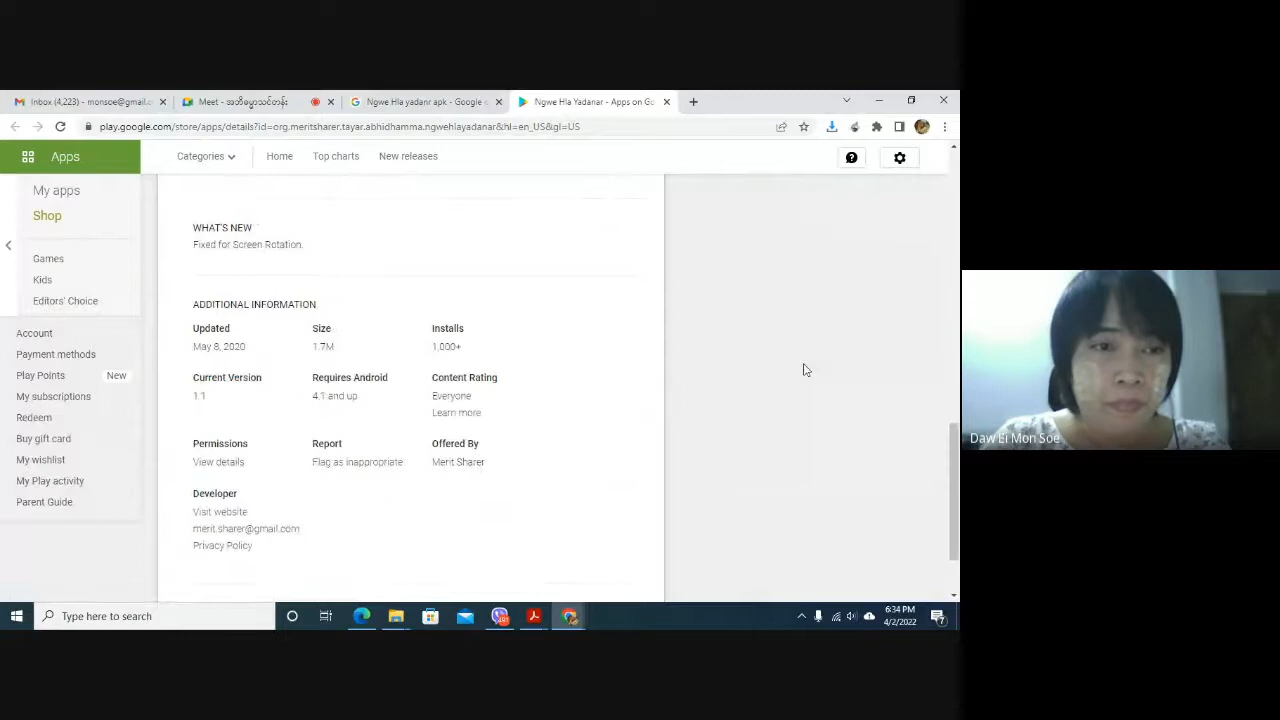 Inbox (4,223) - monsoe@gmail.c
Meet - အဘိဓမ္မာသင်တန်း
Ngwe Hla yadanr apk - Google
Ngwe Hla Yadanar - Apps on Go
play.google.com/store/apps/details?id=org.meritsharer.tayar.abhidhamma.ngwehlayadanar&hl=en_US&gl=US
Apps
Categories
Home
Top charts
New releases
My apps
Shop
Games
Kids
Editors' Choice
Account
Payment methods
Play Points New
My subscriptions
Redeem
Buy gift card
My wishlist
My Play activity
Parent Guide
WHAT'S NEW
Fixed for Screen Rotation.
ADDITIONAL INFORMATION
Updated Size Installs
May 8, 2020 1.7M 1,000+
Current Version Requires Android Content Rating
1.1 4.1 and up Everyone
Learn more
Permissions Report Offered By
View details Flag as inappropriate Merit Sharer
Developer
Visit website
merit.sharer@gmail.com
Privacy Policy
Daw Ei Mon Soe
Type here to search
6:34 PM
4/2/2022
7